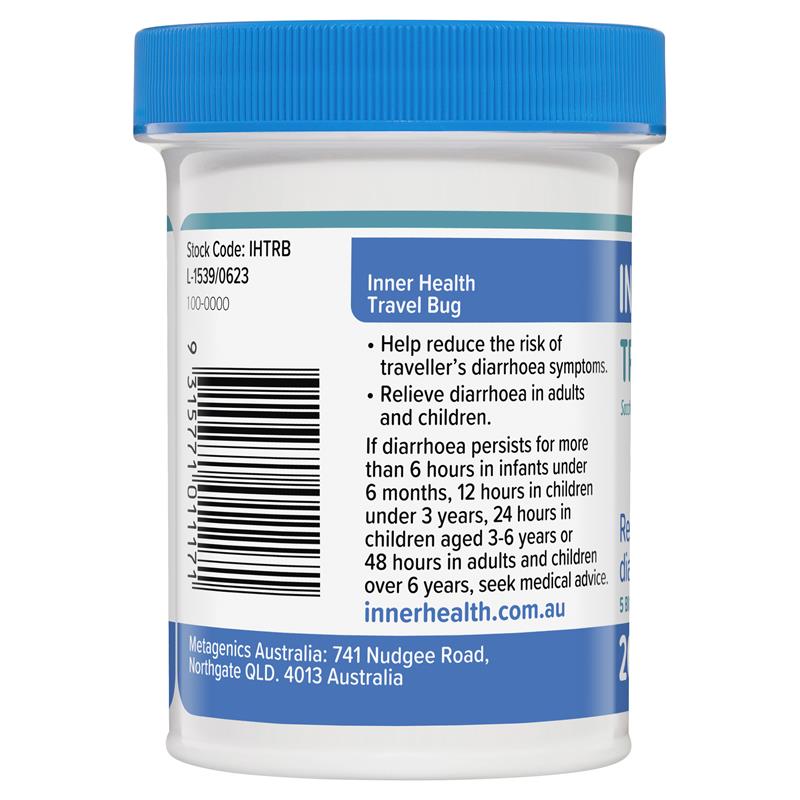 Stock Code: IHTRB
L-1539/0623
100-0000
9 315771 011171
Inner Health
Travel Bug
• Help reduce the risk of
traveller's diarrhoea symptoms.
• Relieve diarrhoea in adults
and children.
If diarrhoea persists for more
than 6 hours in infants under
6 months, 12 hours in children
under 3 years, 24 hours in
children aged 3-6 years or
48 hours in adults and children
over 6 years, seek medical advice.
innerhealth.com.au
Metagenics Australia: 741 Nudgee Road,
Northgate QLD. 4013 Australia